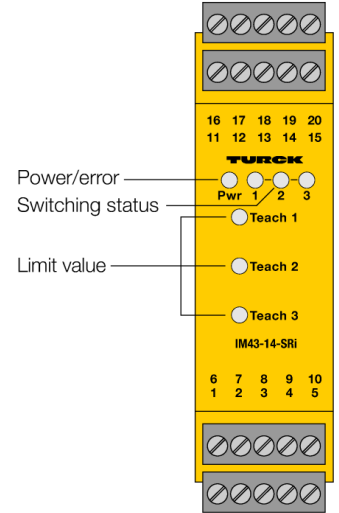 16 17 18 19 20
11 12 13 14 15
TURCK
Power/error
Pwr 1 2 3
Switching status
Teach 1
Limit value
Teach 2
Teach 3
IM43-14-SRi
6 7 8 9 10
1 2 3 4 5